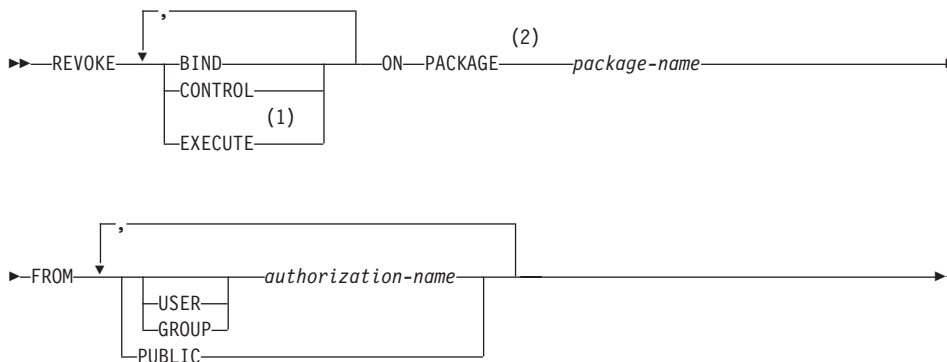 ,
(2)
REVOKE BIND ON PACKAGE package-name
CONTROL
(1)
EXECUTE
,
FROM authorization-name
USER
GROUP
PUBLIC